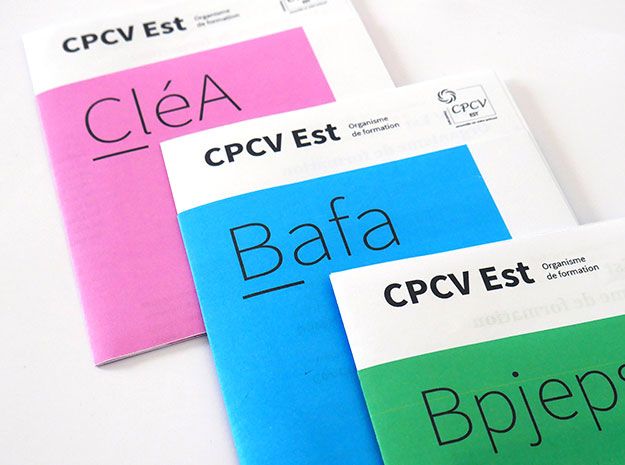 CPCV Est
Organisme
de formation
CléA
CPCV Est
Organisme
de formation
CPCV
EST
Bafa
CPCV Est
Organisme
de formation
Bpjeps